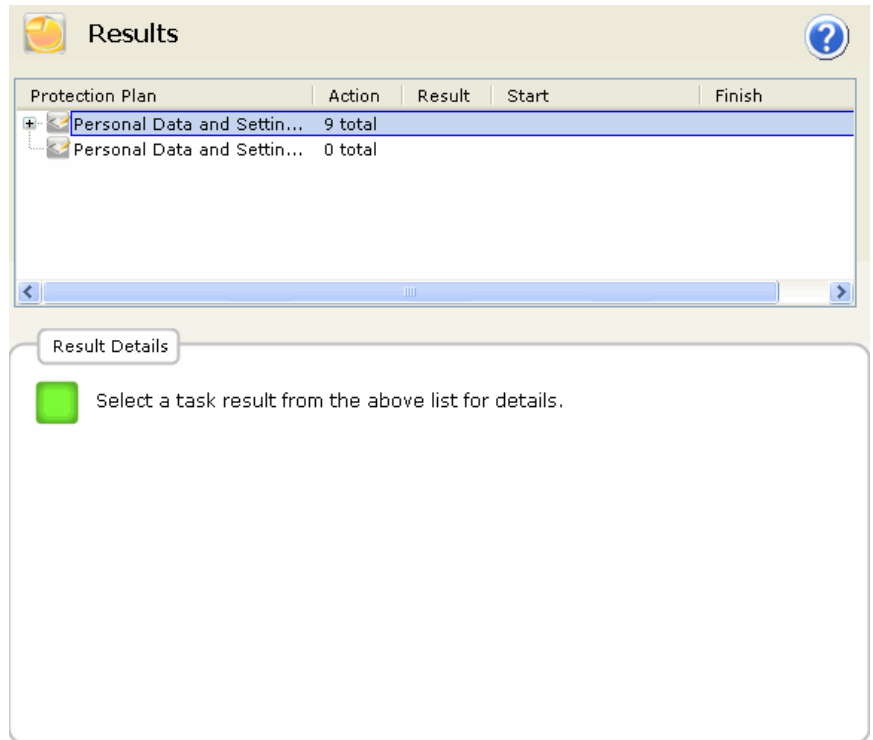 Results
Protection Plan Action Result Start Finish
Personal Data and Settin... 9 total
Personal Data and Settin... 0 total
Result Details
Select a task result from the above list for details.